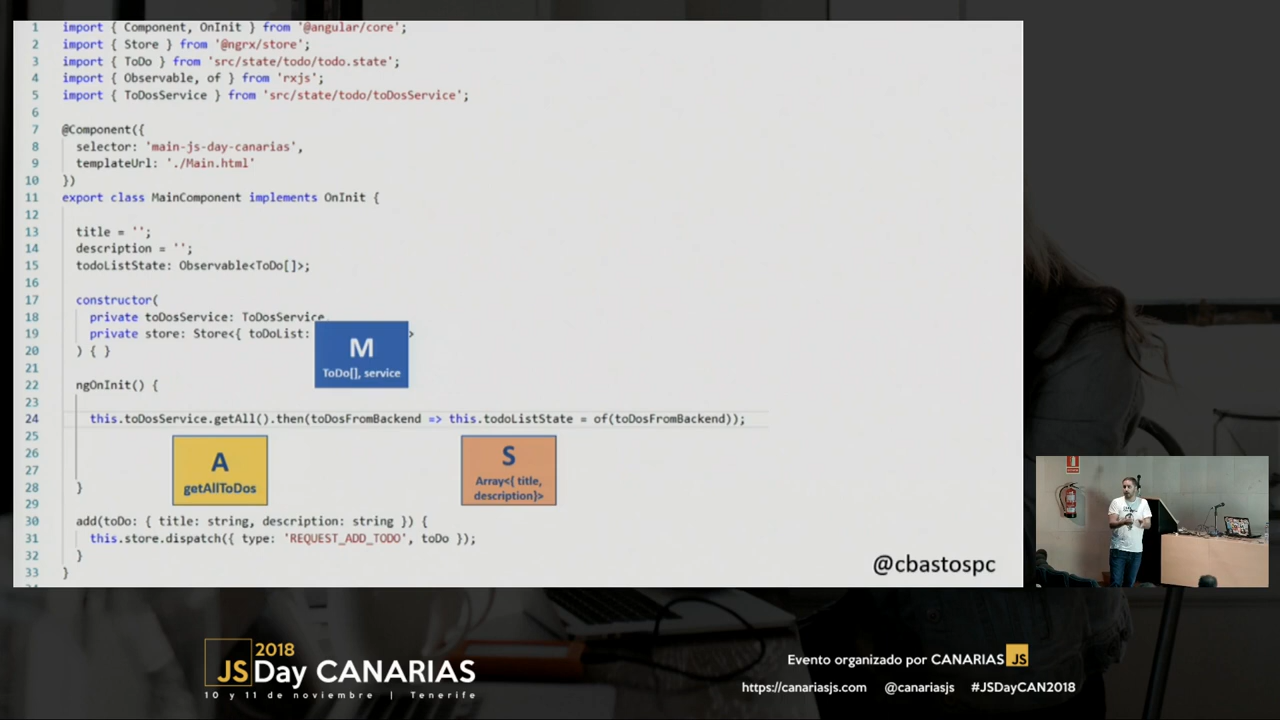 1 import { Component, OnInit } from '@angular/core';
2 import { Store } from '@ngrx/store';
3 import { ToDo } from 'src/state/todo/todo.state';
4 import { Observable, of } from 'rxjs';
5 import { ToDosService } from 'src/state/todo/toDosService';
6
7 @Component({
8 selector: 'main-js-day-canarias',
9 templateUrl: './Main.html'
10 })
11 export class MainComponent implements OnInit {
12
13 title = '';
14 description = '';
15 todoListState: Observable<ToDo[]>;
16
17 constructor(
18 private toDosService: ToDosService,
19 private store: Store<{ toDoList: >
20 ) { }
M
ToDo[], service
21
22 ngOnInit() {
23
24 this.toDosService.getAll().then(toDosFromBackend => this.todoListState = of(toDosFromBackend));
25
26
27
28 }
A
getAllToDos
S
Array<{ title,
description}>
29
30 add(toDo: { title: string, description: string }) {
31 this.store.dispatch({ type: 'REQUEST_ADD_TODO', toDo });
32 }
33 }
@cbastospc
2018
JSDay CANARIAS
10 y 11 de noviembre | Tenerife
Evento organizado por CANARIAS JS
https://canariasjs.com @canariasjs #JSDayCAN2018